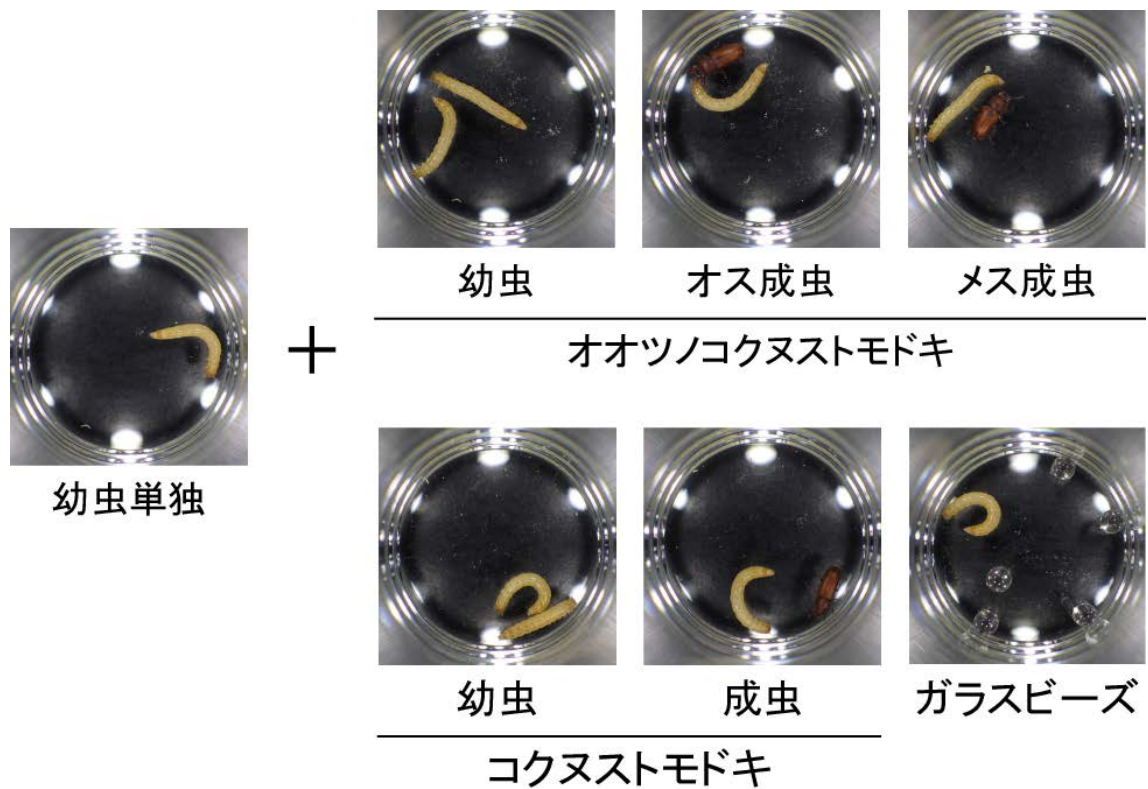 幼虫単独
+
幼虫 オス成虫 メス成虫
オオツノコクヌストモドキ
幼虫 成虫 ガラスビーズ
コクヌストモドキ